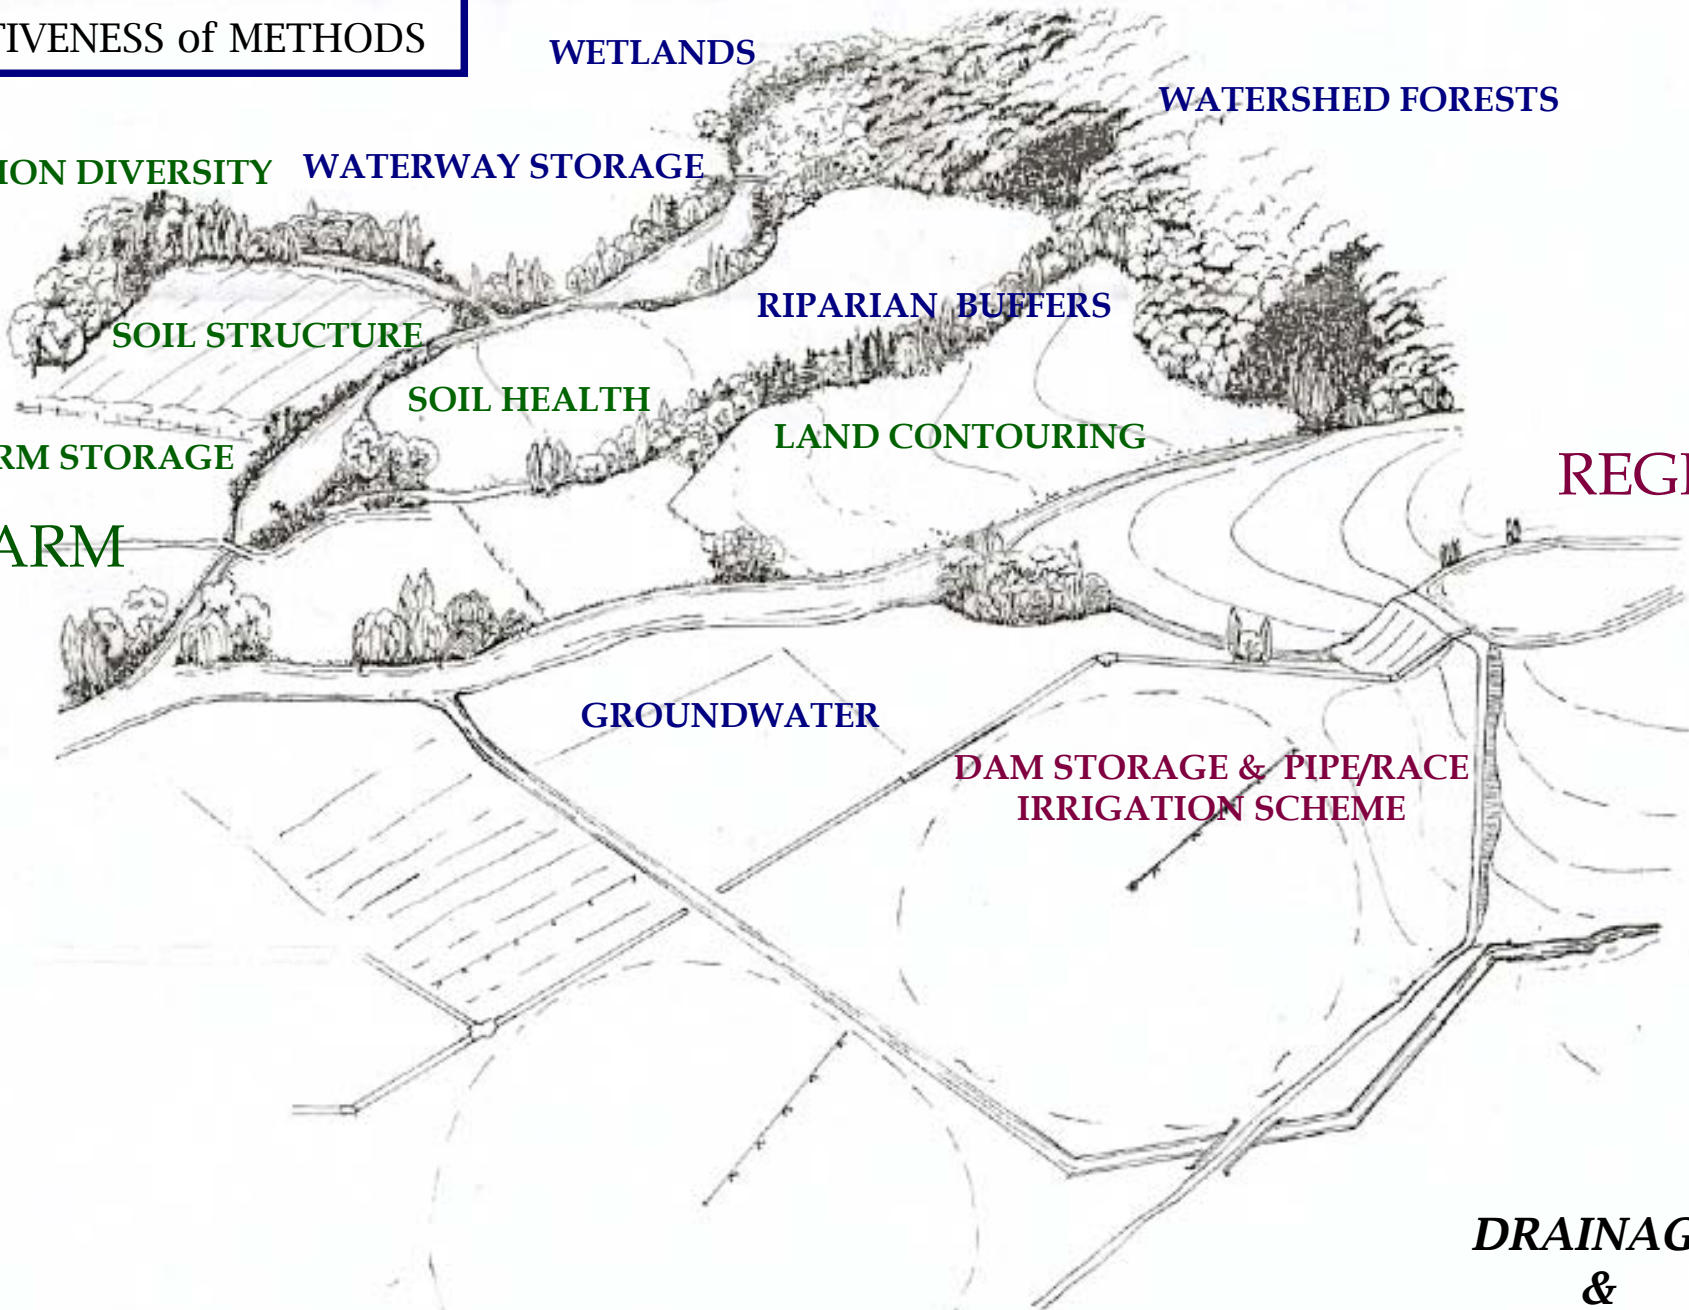 TIVENESS of METHODS
WETLANDS
WATERSHED FORESTS
ION DIVERSITY
WATERWAY STORAGE
RIPARIAN BUFFERS
SOIL STRUCTURE
SOIL HEALTH
LAND CONTOURING
RM STORAGE
REGI
ARM
GROUNDWATER
DAM STORAGE & PIPE/RACE
IRRIGATION SCHEME
DRAINAG
&